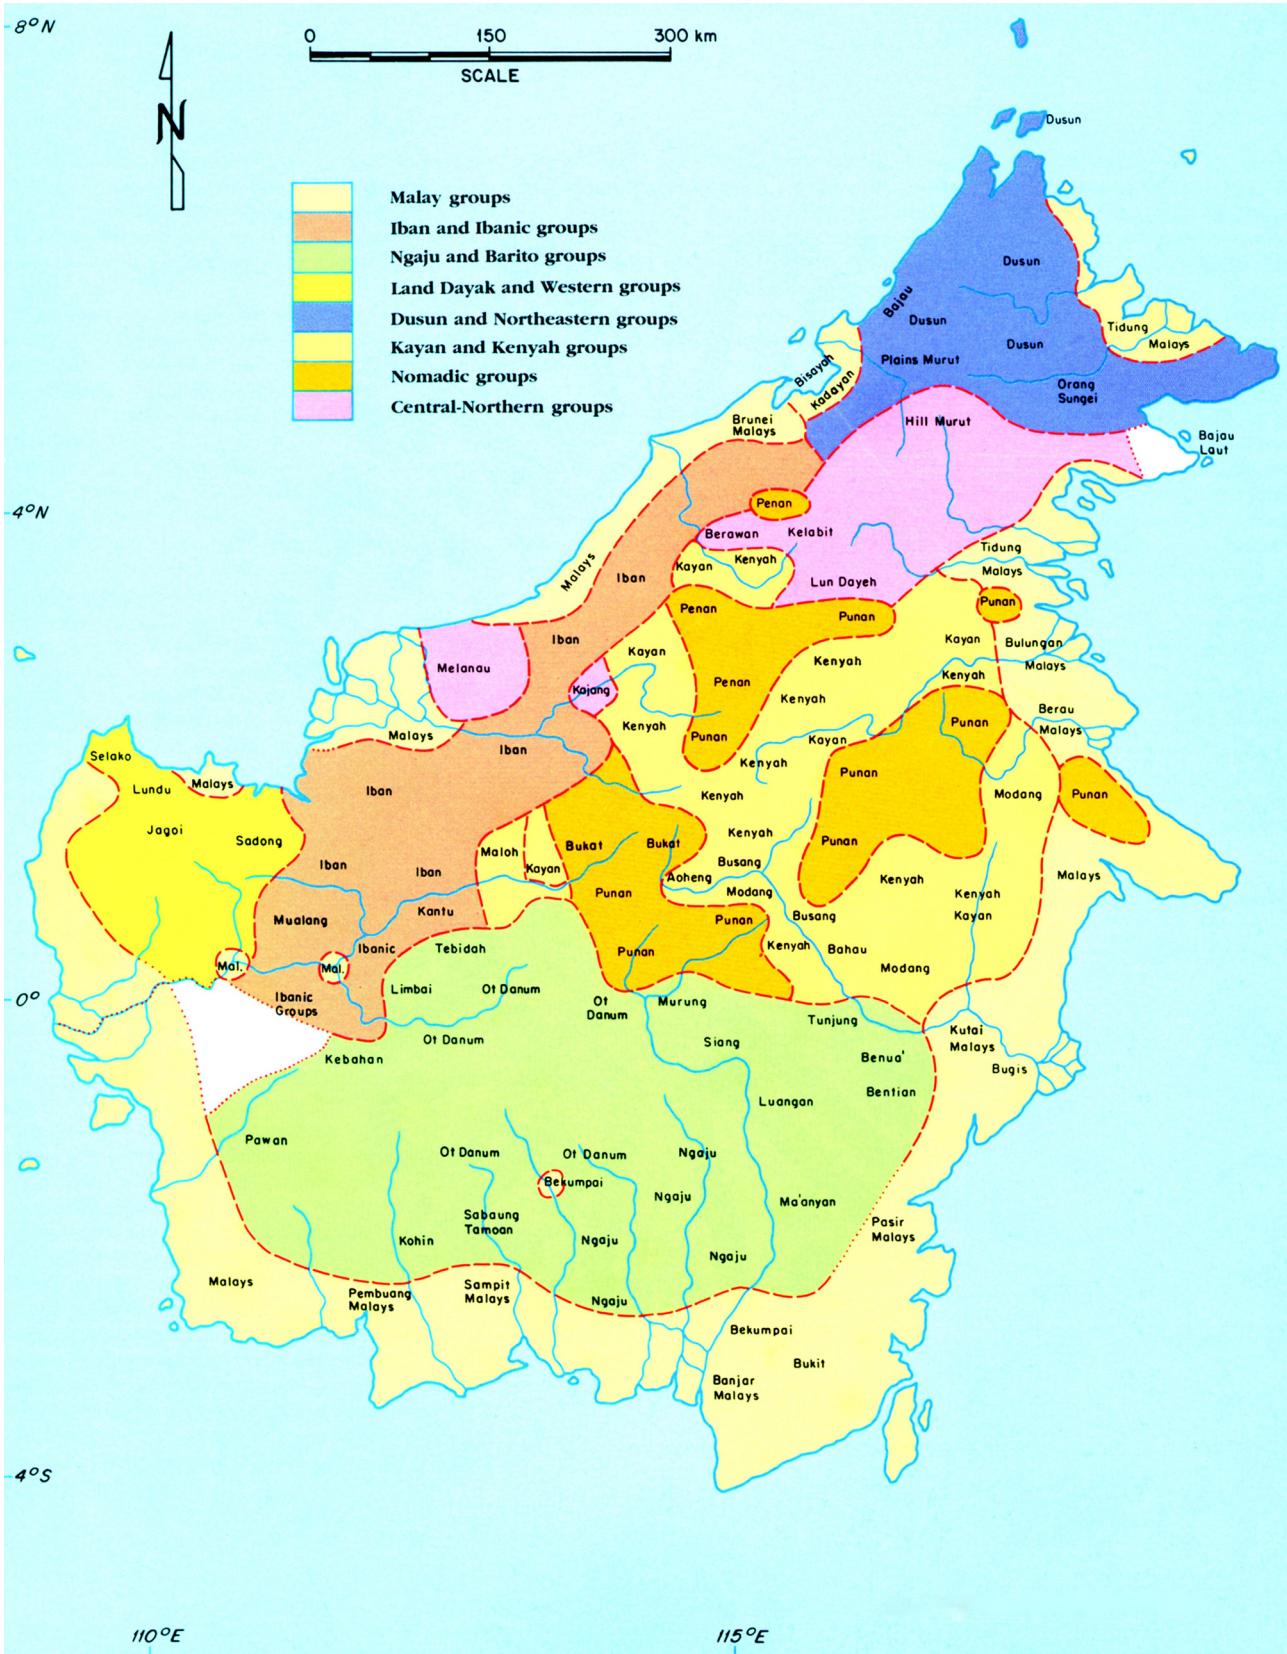 8°N
0 150 300 km
SCALE
N
Malay groups
Iban and Ibanic groups
Ngaju and Barito groups
Land Dayak and Western groups
Dusun and Northeastern groups
Kayan and Kenyah groups
Nomadic groups
Central-Northern groups
Dusun
Dusun
Bajau
Dusun
Tidung
Malays
Dusun
Plains Murut
Bisayah
Kadayan
Orang
Sungei
Brunei
Malays
Hill Murut
Bajau
Laut
4°N
Penan
Berawan
Kelabit
Tidung
Malays
Kayan
Kenyah
Malays
Iban
Lun Dayeh
Penan
Punan
Punan
Iban
Kayan
Kayan
Bulungan
Malays
Melanau
Kenyah
Kajang
Penan
Kenyah
Kenyah
Kenyah
Punan
Berau
Malays
Malays
Iban
Punan
Kayan
Selako
Malays
Lundu
Kenyah
Punan
Iban
Kenyah
Modang
Punan
Jagoi
Sadong
Kenyah
Punan
Bukat
Bukat
Maloh
Iban
Iban
Kayan
Busang
Aoheng
Kenyah
Malays
Punan
Modang
Kenyah
Kantu
Mualang
Punan
Busang
Kayan
Ibanic
Tebidah
Punan
Kenyah
Bahau
Mal.
Mal.
Modang
0°
Ibanic
Groups
Limbai
Ot Danum
Ot
Danum
Murung
Tunjung
Kutai
Malays
Ot Danum
Siang
Kebahan
Benua'
Bugis
Bentian
Luangan
Pawan
Ot Danum
Ot Danum
Ngaju
Bekumpai
Ngaju
Ma'anyan
Sabaung
Tamoan
Pasir
Malays
Kohin
Ngaju
Ngaju
Malays
Pembuang
Malays
Sampit
Malays
Ngaju
Bekumpai
Bukit
Banjar
Malays
4°S
110°E
115°E